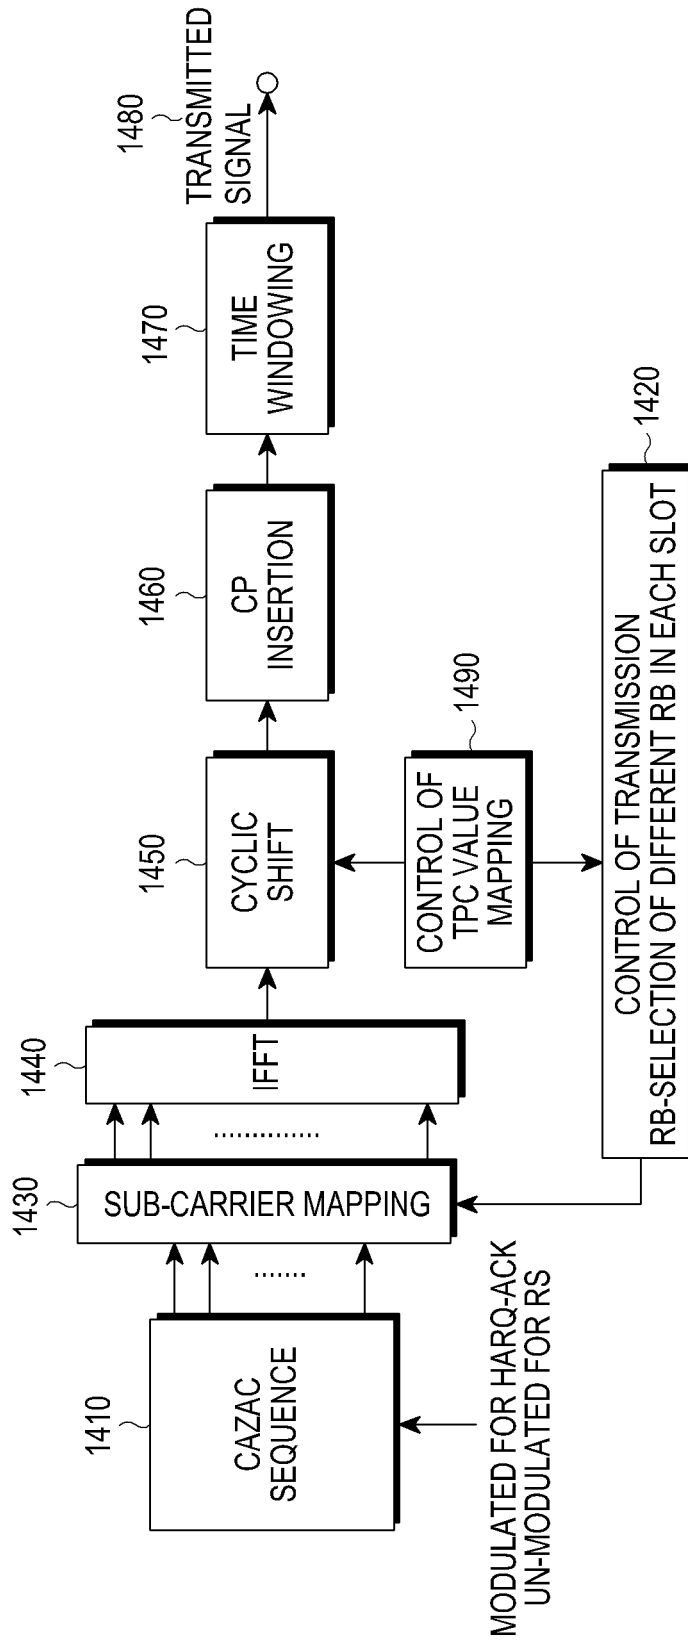 1410
CAZAC
SEQUENCE
MODULATED FOR HARQ-ACK
UN-MODULATED FOR RS
1430
SUB-CARRIER MAPPING
1440
IFFT
1450
CYCLIC
SHIFT
1460
CP
INSERTION
1470
TIME
WINDOWING
1480
TRANSMITTED
SIGNAL
1490
CONTROL OF
TPC VALUE
MAPPING
1420
CONTROL OF TRANSMISSION
RB-SELECTION OF DIFFERENT RB IN EACH SLOT